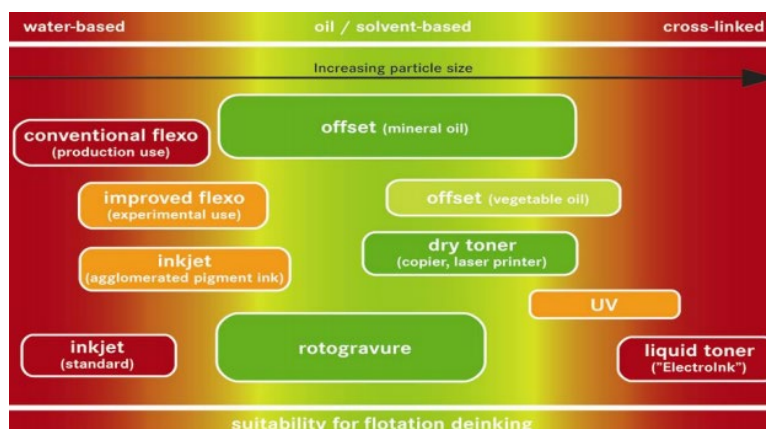 water-based oil / solvent-based cross-linked
Increasing particle size
offset (mineral oil)
conventional flexo
(production use)
improved flexo
(experimental use)
offset (vegetable oil)
dry toner
(copier, laser printer)
inkjet
(agglomerated pigment ink)
UV
inkjet
(standard)
rotogravure
liquid toner
("ElectroInk")
suitability for flotation deinking